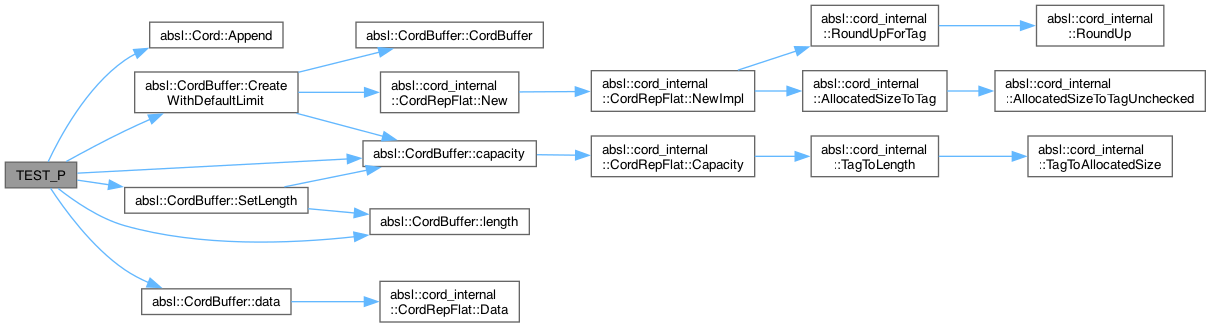 TEST_P
absl::Cord::Append
absl::CordBuffer::Create
WithDefaultLimit
absl::CordBuffer::SetLength
absl::CordBuffer::data
absl::CordBuffer::CordBuffer
absl::cord_internal
::CordRepFlat::New
absl::CordBuffer::capacity
absl::CordBuffer::length
absl::cord_internal
::CordRepFlat::Data
absl::cord_internal
::CordRepFlat::NewImpl
absl::cord_internal
::CordRepFlat::Capacity
absl::cord_internal
::RoundUpForTag
absl::cord_internal
::AllocatedSizeToTag
absl::cord_internal
::TagToLength
absl::cord_internal
::RoundUp
absl::cord_internal
::AllocatedSizeToTagUnchecked
absl::cord_internal
::TagToAllocatedSize